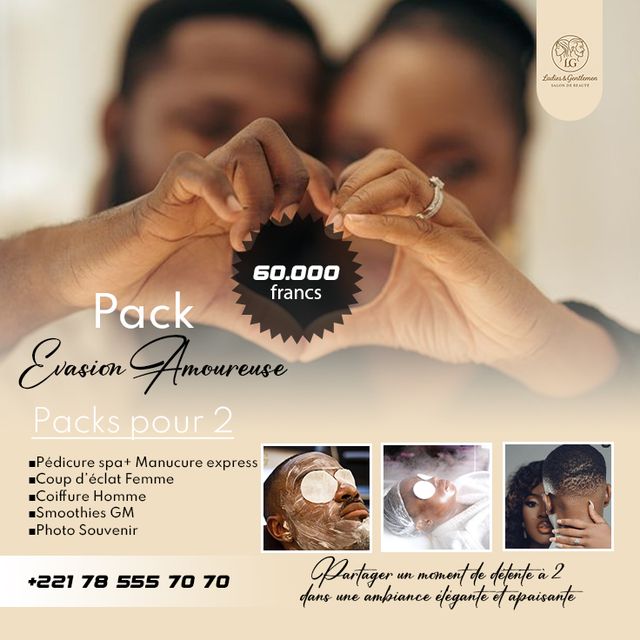 LG
Ladies & Gentlemen
SALON DE BEAUTÉ
60.000
francs
Pack
Evasion Amoureuse
Packs pour 2
■Pédicure spa+ Manucure express
■Coup d'éclat Femme
■Coiffure Homme
■Smoothies GM
■Photo Souvenir
+221 78 555 70 70
Partager un moment de détente à 2
dans une ambiance élégante et apaisante